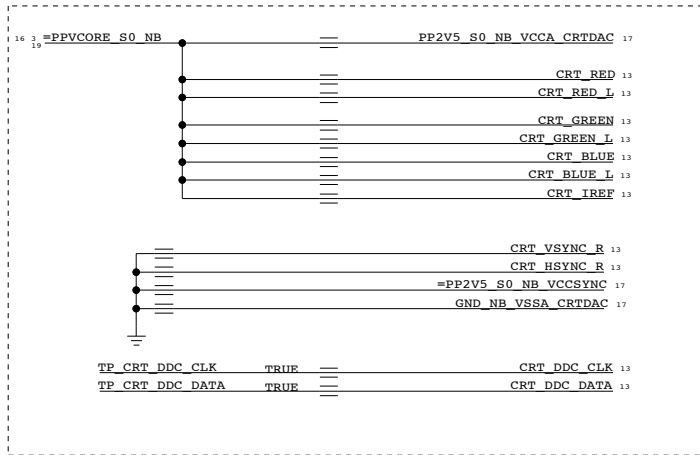 16 3 =PPVCORE_S0_NB PP2V5_S0_NB_VCCA_CRTDAC 17
19
CRT_RED 13
CRT_RED_L 13
CRT_GREEN 13
CRT_GREEN_L 13
CRT_BLUE 13
CRT_BLUE_L 13
CRT_IREF 13
CRT_VSYNC_R 13
CRT_HSYNC_R 13
=PP2V5_S0_NB_VCCSYNC 17
GND_NB_VSSA_CRTDAC 17
TP_CRT_DDC_CLK TRUE CRT_DDC_CLK 13
TP_CRT_DDC_DATA TRUE CRT_DDC_DATA 13